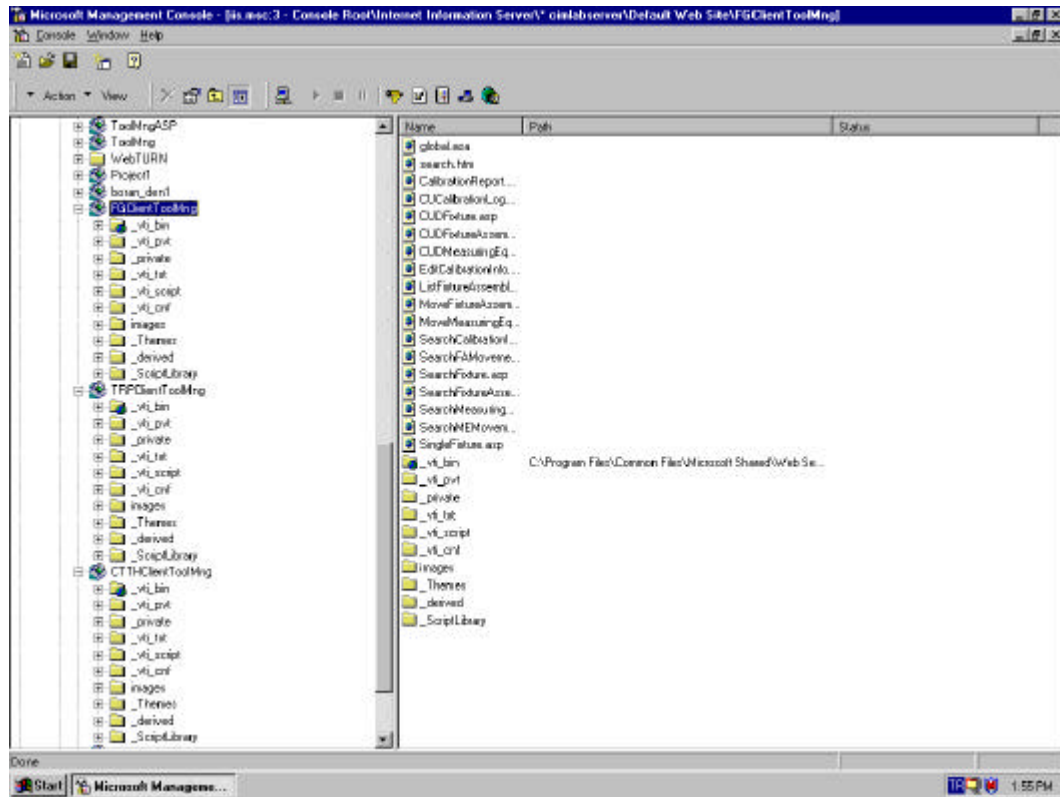 Microsoft Management Console - [iis.msc:3 - Console Root\Internet Information Server\* cimlabserver\Default Web Site\FGClientToolMng]
Console Window Help
Action View
ToolMngASP
ToolMng
WebTURN
Project1
boran_den1
FGClientToolMng
_vti_bin
_vti_pvt
_private
_vti_txt
_vti_script
_vti_cnf
images
_Themes
_derived
_ScriptLibrary
TRPClientToolMng
_vti_bin
_vti_pvt
_private
_vti_txt
_vti_script
_vti_cnf
images
_Themes
_derived
_ScriptLibrary
CTTHClientToolMng
_vti_bin
_vti_pvt
_private
_vti_txt
_vti_script
_vti_cnf
images
_Themes
_derived
_ScriptLibrary
Name Path Status
global.asa
search.htm
CalibrationReport....
CUCalibrationLog...
CUDFixture.asp
CUDFixtureAssem...
CUDMeasuringEq...
EditCalibrationInfo....
ListFixtureAssembl...
MoveFixtureAssem...
MoveMeasuringEq...
SearchCalibrationI...
SearchFAMoveme...
SearchFixture.asp
SearchFixtureAsse...
SearchMeasuring...
SearchMEMovem...
SingleFixture.asp
_vti_bin C:\Program Files\Common Files\Microsoft Shared\Web Se...
_vti_pvt
_private
_vti_txt
_vti_script
_vti_cnf
images
_Themes
_derived
_ScriptLibrary
Done
Start Microsoft Manageme... TR 1:55 PM